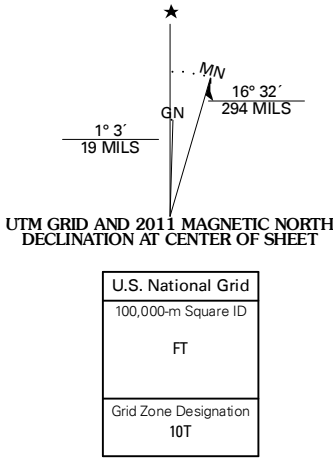 ★
MN
16° 32´
294 MILS
GN
1° 3´
19 MILS
UTM GRID AND 2011 MAGNETIC NORTH
DECLINATION AT CENTER OF SHEET
U.S. National Grid
100,000-m Square ID
FT
Grid Zone Designation
10T